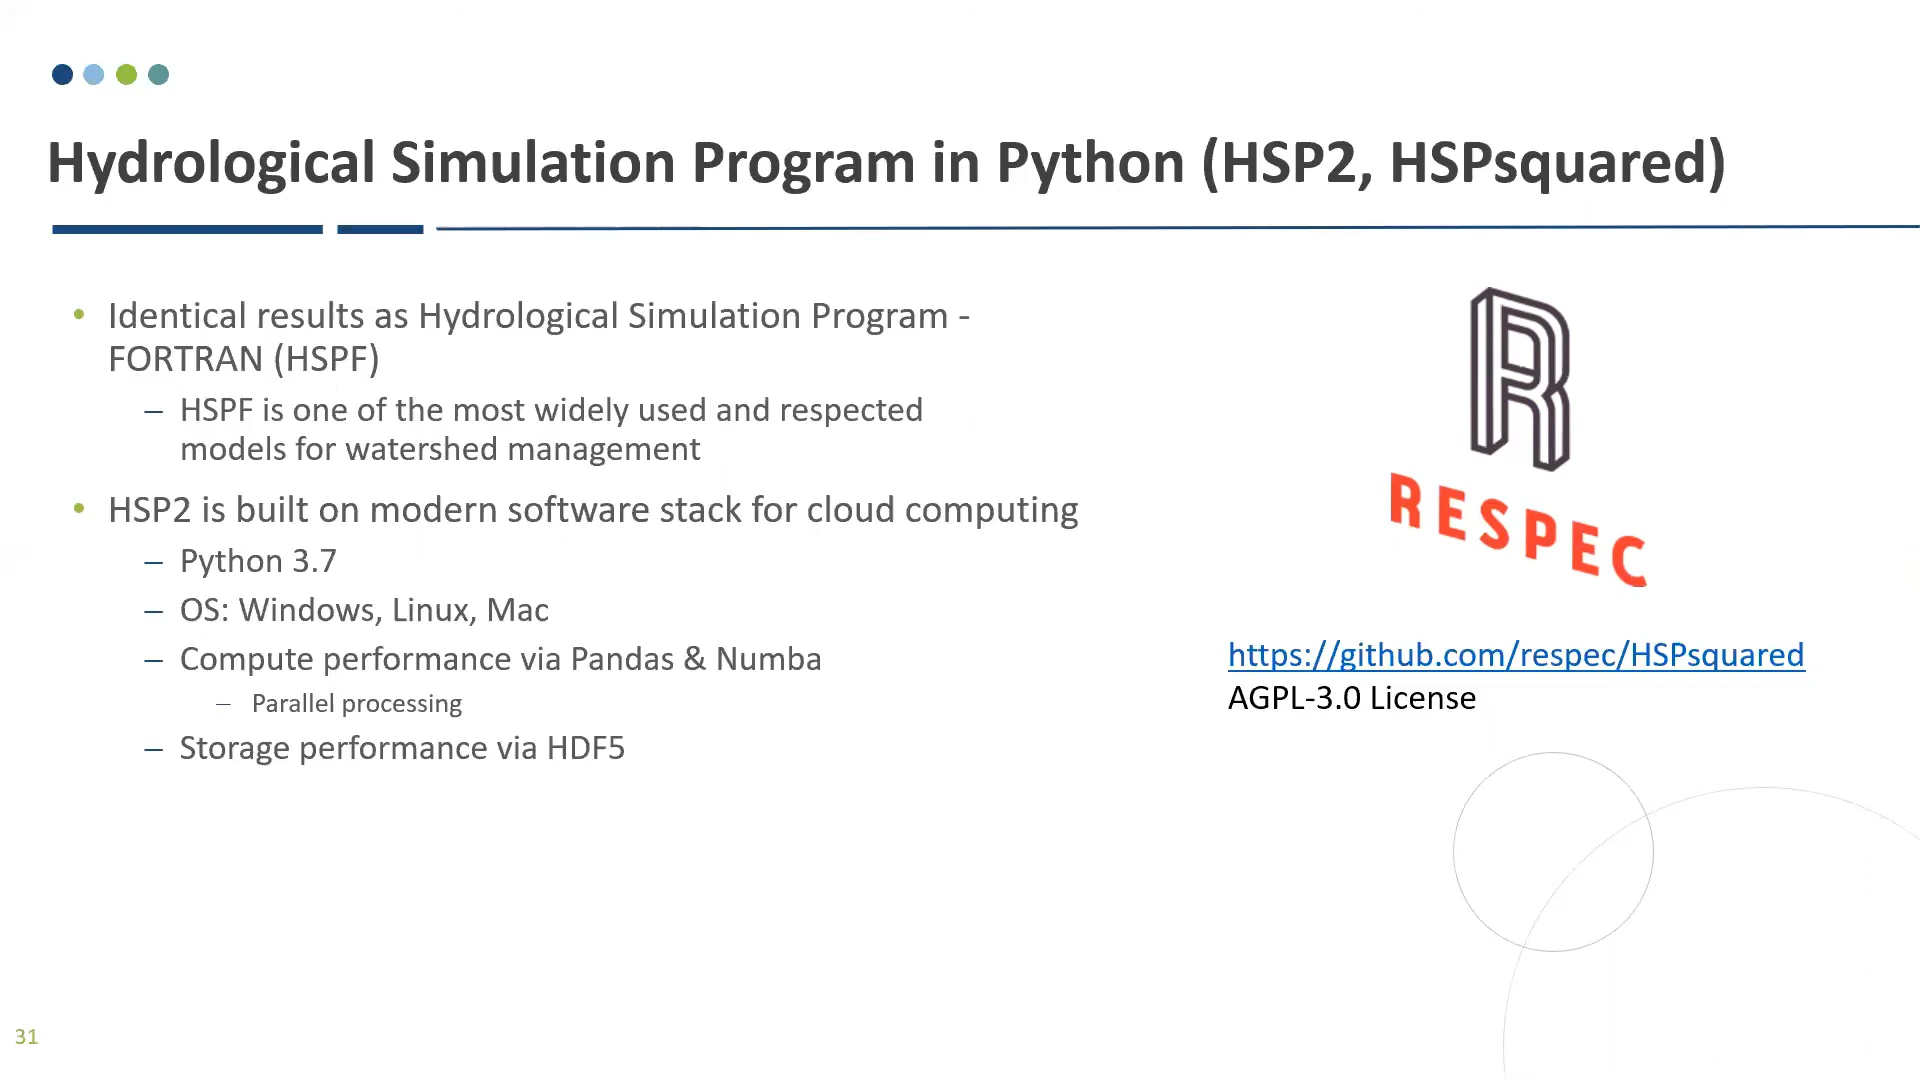 Hydrological Simulation Program in Python (HSP2, HSPsquared)
• Identical results as Hydrological Simulation Program -
FORTRAN (HSPF)
– HSPF is one of the most widely used and respected
models for watershed management
• HSP2 is built on modern software stack for cloud computing
– Python 3.7
– OS: Windows, Linux, Mac
– Compute performance via Pandas & Numba
– Parallel processing
– Storage performance via HDF5
R
RESPEC
https://github.com/respec/HSPsquared
AGPL-3.0 License
31